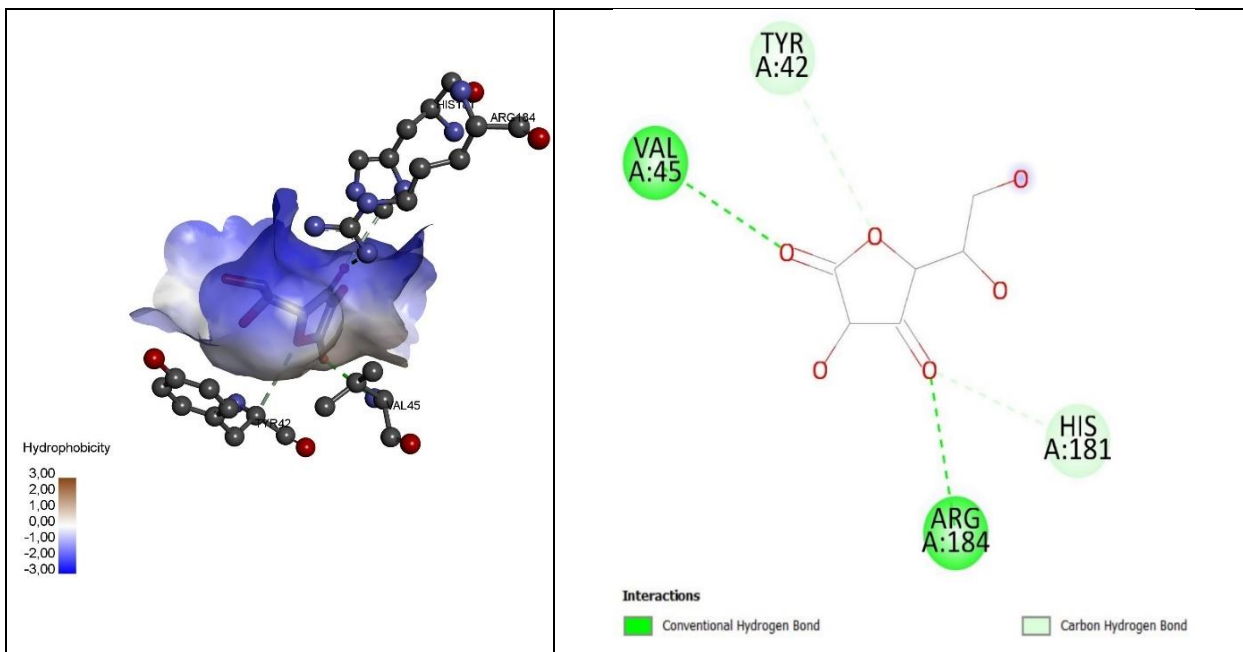 ARG184
TYR42
VAL45
Hydrophobicity
3,00
2,00
1,00
0,00
-1,00
-2,00
-3,00
TYR
A:42
VAL
A:45
O
O
O
O
O
O
HIS
A:181
ARG
A:184
Interactions
Conventional Hydrogen Bond
Carbon Hydrogen Bond